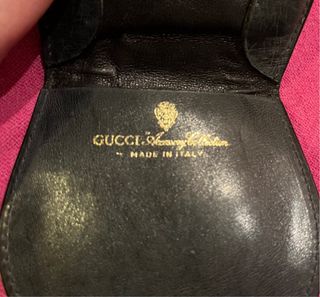 GUCCI "Accessory Collection
MADE IN ITALY